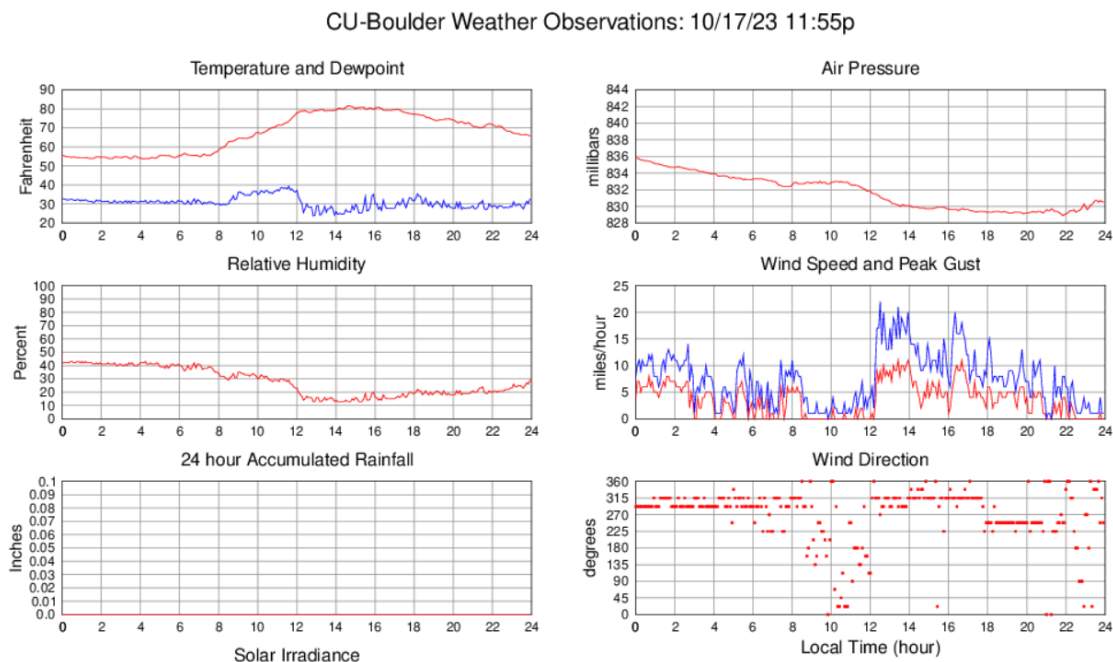 CU-Boulder Weather Observations: 10/17/23 11:55p
Temperature and Dewpoint
Fahrenheit
90
80
70
60
50
40
30
20
0 2 4 6 8 10 12 14 16 18 20 22 24
Air Pressure
millibars
844
842
840
838
836
834
832
830
828
0 2 4 6 8 10 12 14 16 18 20 22 24
Relative Humidity
Percent
100
90
80
70
60
50
40
30
20
10
0
0 2 4 6 8 10 12 14 16 18 20 22 24
Wind Speed and Peak Gust
miles/hour
25
20
15
10
5
0
0 2 4 6 8 10 12 14 16 18 20 22 24
24 hour Accumulated Rainfall
Inches
0.1
0.09
0.08
0.07
0.06
0.05
0.04
0.03
0.02
0.01
0.0
0 2 4 6 8 10 12 14 16 18 20 22 24
Solar Irradiance
Wind Direction
degrees
360
315
270
225
180
135
90
45
0
0 2 4 6 8 10 12 14 16 18 20 22 24
Local Time (hour)